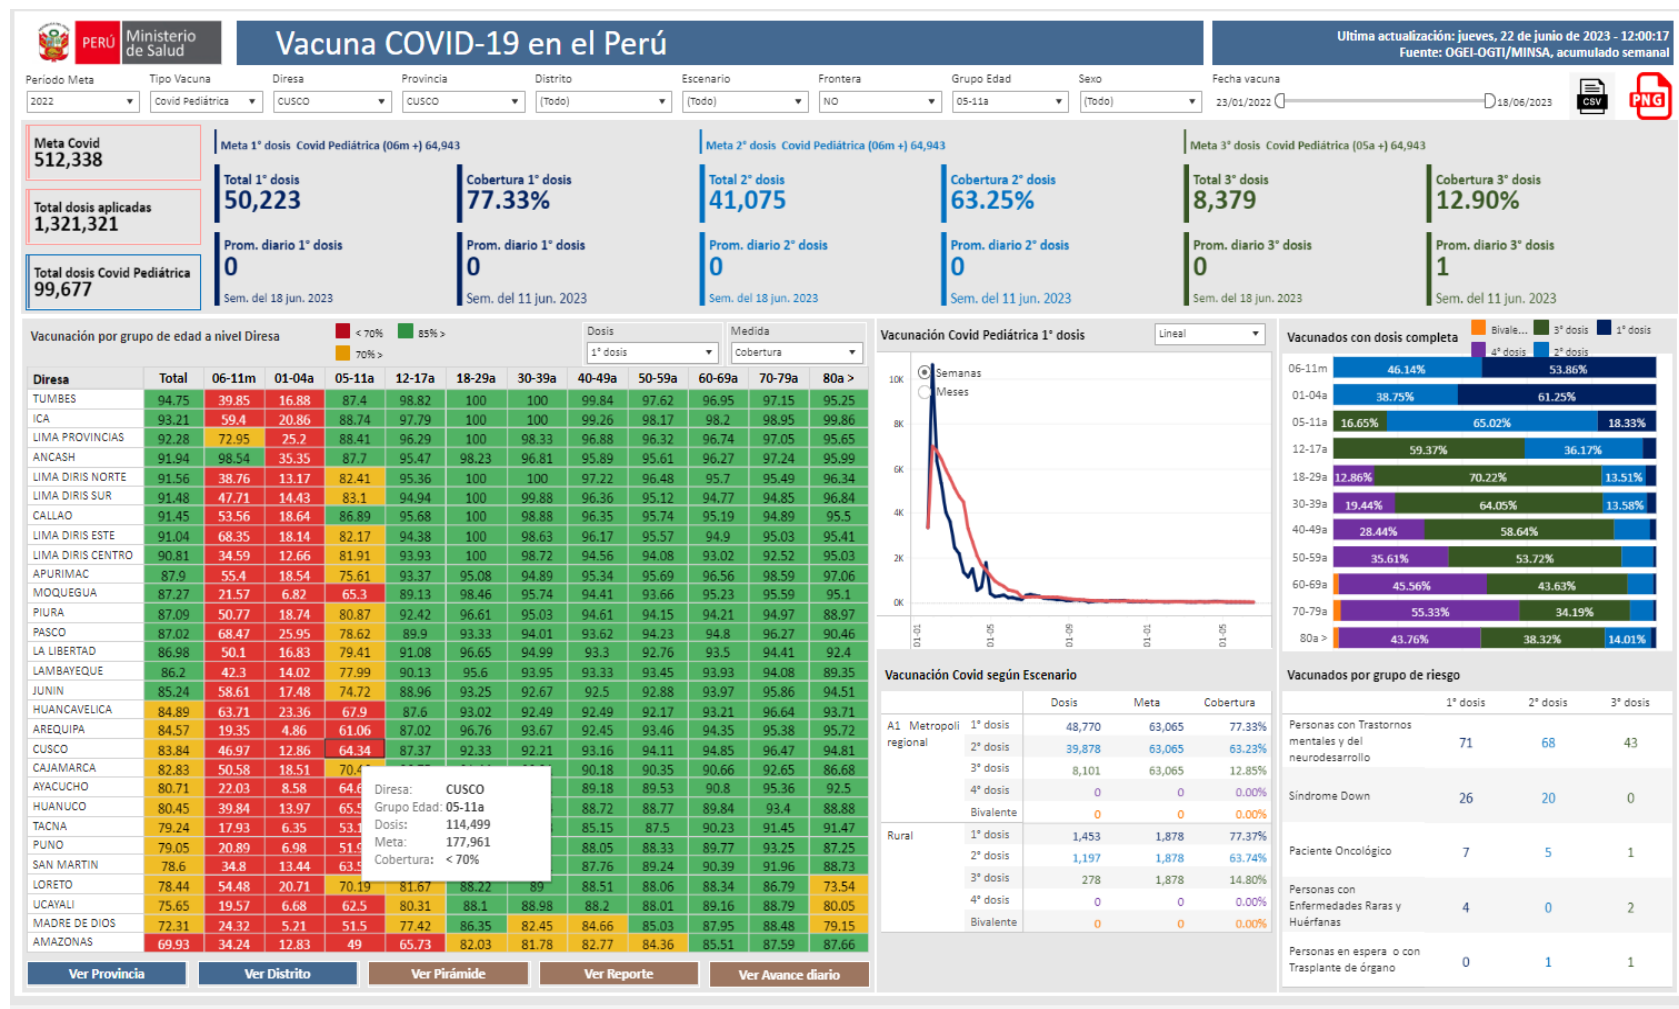 PERÚ Ministerio de Salud
Vacuna COVID-19 en el Perú
Ultima actualización: jueves, 22 de junio de 2023 - 12:00:17
Fuente: OGEI-OGTI/MINSA, acumulado semanal
Período Meta Tipo Vacuna Diresa Provincia Distrito Escenario Frontera Grupo Edad Sexo Fecha vacuna
2022 Covid Pediátrica CUSCO CUSCO (Todo) (Todo) NO 05-11a (Todo) 23/01/2022 18/06/2023 CSV PNG
Meta Covid
512,338
Total dosis aplicadas
1,321,321
Total dosis Covid Pediátrica
99,677
Meta 1° dosis Covid Pediátrica (06m +) 64,943
Total 1° dosis
50,223
Cobertura 1° dosis
77.33%
Prom. diario 1° dosis
0
Sem. del 18 jun. 2023
Prom. diario 1° dosis
0
Sem. del 11 jun. 2023
Meta 2° dosis Covid Pediátrica (06m +) 64,943
Total 2° dosis
41,075
Cobertura 2° dosis
63.25%
Prom. diario 2° dosis
0
Sem. del 18 jun. 2023
Prom. diario 2° dosis
0
Sem. del 11 jun. 2023
Meta 3° dosis Covid Pediátrica (05a +) 64,943
Total 3° dosis
8,379
Cobertura 3° dosis
12.90%
Prom. diario 3° dosis
0
Sem. del 18 jun. 2023
Prom. diario 3° dosis
1
Sem. del 11 jun. 2023
Vacunación por grupo de edad a nivel Diresa
< 70% 85% >
70% >
Dosis
1° dosis
Medida
Cobertura
Diresa Total 06-11m 01-04a 05-11a 12-17a 18-29a 30-39a 40-49a 50-59a 60-69a 70-79a 80a >
TUMBES 94.75 39.85 16.88 87.4 98.82 100 100 99.84 97.62 96.95 97.15 95.25
ICA 93.21 59.4 20.86 88.74 97.79 100 100 99.26 98.17 98.2 98.95 99.86
LIMA PROVINCIAS 92.28 72.95 25.2 88.41 96.29 100 98.33 96.88 96.32 96.74 97.05 95.65
ANCASH 91.94 98.54 35.35 87.7 95.47 98.23 96.81 95.89 95.61 96.27 97.24 95.99
LIMA DIRIS NORTE 91.56 38.76 13.17 82.41 95.36 100 100 97.22 96.48 95.7 95.49 96.34
LIMA DIRIS SUR 91.48 47.71 14.43 83.1 94.94 100 99.88 96.36 95.12 94.77 94.85 96.84
CALLAO 91.45 53.56 18.64 86.89 95.68 100 98.88 96.35 95.74 95.19 94.89 95.5
LIMA DIRIS ESTE 91.04 68.35 18.14 82.17 94.38 100 98.63 96.17 95.57 94.9 95.03 95.41
LIMA DIRIS CENTRO 90.81 34.59 12.66 81.91 93.93 100 98.72 94.56 94.08 93.02 92.52 95.03
APURIMAC 87.9 55.4 18.54 75.61 93.37 95.08 94.89 95.34 95.69 96.56 98.59 97.06
MOQUEGUA 87.27 21.57 6.82 65.3 89.13 98.46 95.74 94.41 93.66 95.23 95.59 95.1
PIURA 87.09 50.77 18.74 80.87 92.42 96.61 95.03 94.61 94.15 94.21 94.97 88.97
PASCO 87.02 68.47 25.95 78.62 89.9 93.33 94.01 93.62 94.23 94.8 96.27 90.46
LA LIBERTAD 86.98 50.1 16.83 79.41 91.08 96.65 94.99 93.3 92.76 93.5 94.41 92.4
LAMBAYEQUE 86.2 42.3 14.02 77.99 90.13 95.6 93.95 93.33 93.45 93.93 94.08 89.35
JUNIN 85.24 58.61 17.48 74.72 88.96 93.25 92.67 92.5 92.88 93.97 95.86 94.51
HUANCAVELICA 84.89 63.71 23.36 67.9 87.6 93.02 92.49 92.49 92.17 93.21 96.64 93.71
AREQUIPA 84.57 19.35 4.86 61.06 87.02 96.76 93.67 92.45 93.46 94.35 95.38 95.72
CUSCO 83.84 46.97 12.86 64.34 87.37 92.33 92.21 93.16 94.11 94.85 96.47 94.81
CAJAMARCA 82.83 50.58 18.51 90.18 90.35 90.66 92.65 86.68
AYACUCHO 80.71 22.03 8.58 89.18 89.53 90.8 95.36 92.5
HUANUCO 80.45 39.84 13.97 88.72 88.77 89.84 93.4 88.88
TACNA 79.24 17.93 6.35 85.15 87.5 90.23 91.45 91.47
PUNO 79.05 20.89 6.98 88.05 88.33 89.77 93.25 87.25
SAN MARTIN 78.6 34.8 13.44 87.76 89.24 90.39 91.96 88.73
LORETO 78.44 54.48 20.71 70.19 81.67 88.22 89 88.51 88.06 88.34 86.79 73.54
UCAYALI 75.65 19.57 6.68 62.5 80.31 88.1 88.98 88.2 88.01 89.16 88.79 80.05
MADRE DE DIOS 72.31 24.32 5.21 51.5 77.42 86.35 82.45 84.66 85.03 87.95 88.48 79.15
AMAZONAS 69.93 34.24 12.83 49 65.73 82.03 81.78 82.77 84.36 85.51 87.59 87.66
Diresa: CUSCO
Grupo Edad: 05-11a
Dosis: 114,499
Meta: 177,961
Cobertura: < 70%
Ver Provincia Ver Distrito Ver Pirámide Ver Reporte Ver Avance diario
Vacunación Covid Pediátrica 1° dosis
Lineal
Semanas
Meses
10K
8K
6K
4K
2K
0K
01-01 01-05 01-09 01-01 01-05
Vacunación Covid según Escenario
Dosis Meta Cobertura
A1 Metropoli regional
1° dosis 48,770 63,065 77.33%
2° dosis 39,878 63,065 63.23%
3° dosis 8,101 63,065 12.85%
4° dosis 0 0 0.00%
Bivalente 0 0 0.00%
Rural
1° dosis 1,453 1,878 77.37%
2° dosis 1,197 1,878 63.74%
3° dosis 278 1,878 14.80%
4° dosis 0 0 0.00%
Bivalente 0 0 0.00%
Vacunados con dosis completa
Bivale... 3° dosis 1° dosis
4° dosis 2° dosis
06-11m 46.14% 53.86%
01-04a 38.75% 61.25%
05-11a 16.65% 65.02% 18.33%
12-17a 59.37% 36.17%
18-29a 12.86% 70.22% 13.51%
30-39a 19.44% 64.05% 13.58%
40-49a 28.44% 58.64%
50-59a 35.61% 53.72%
60-69a 45.56% 43.63%
70-79a 55.33% 34.19%
80a > 43.76% 38.32% 14.01%
Vacunados por grupo de riesgo
1° dosis 2° dosis 3° dosis
Personas con Trastornos
mentales y del 71 68 43
neurodesarrollo
Síndrome Down 26 20 0
Paciente Oncológico 7 5 1
Personas con
Enfermedades Raras y 4 0 2
Huérfanas
Personas en espera o con
Trasplante de órgano 0 1 1